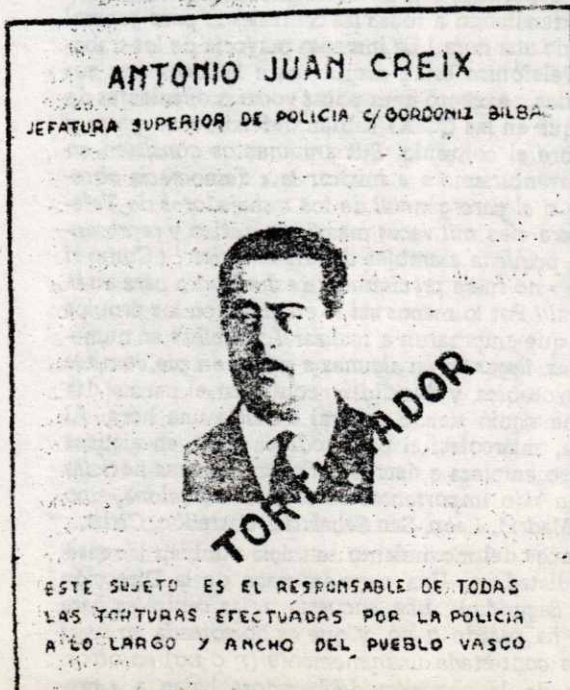 ANTONIO JUAN CREIX
JEFATURA SUPERIOR DE POLICIA C/GORDONIZ BILBAO
TORTURADOR
ESTE SUJETO ES EL RESPONSABLE DE TODAS
LAS TORTURAS EFECTUADAS POR LA POLICIA
A LO LARGO Y ANCHO DEL PUEBLO VASCO